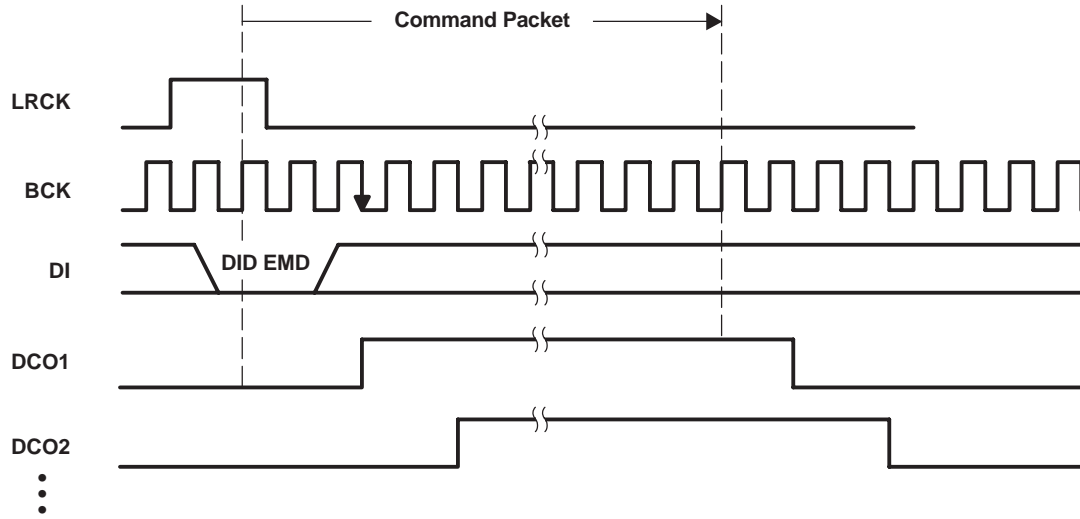 Command Packet
LRCK
BCK
DI
DID EMD
DCO1
DCO2